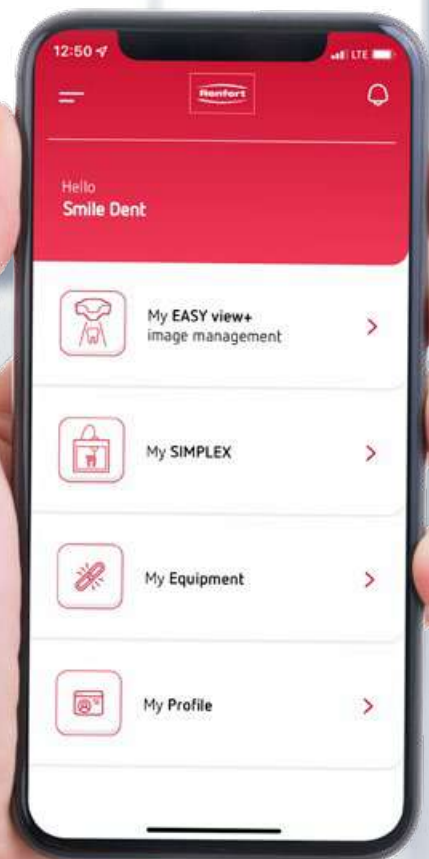 12:50
LTE
Renfert
Hello
Smile Dent
My EASY view+
image management
My SIMPLEX
My Equipment
My Profile